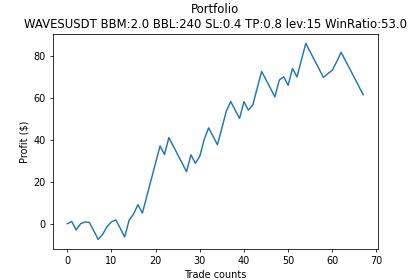 Portfolio
WAVESUSDT BBM:2.0 BBL:240 SL:0.4 TP:0.8 lev:15 WinRatio:53.0
80
60
40
20
0
Profit ($)
0 10 20 30 40 50 60 70
Trade counts